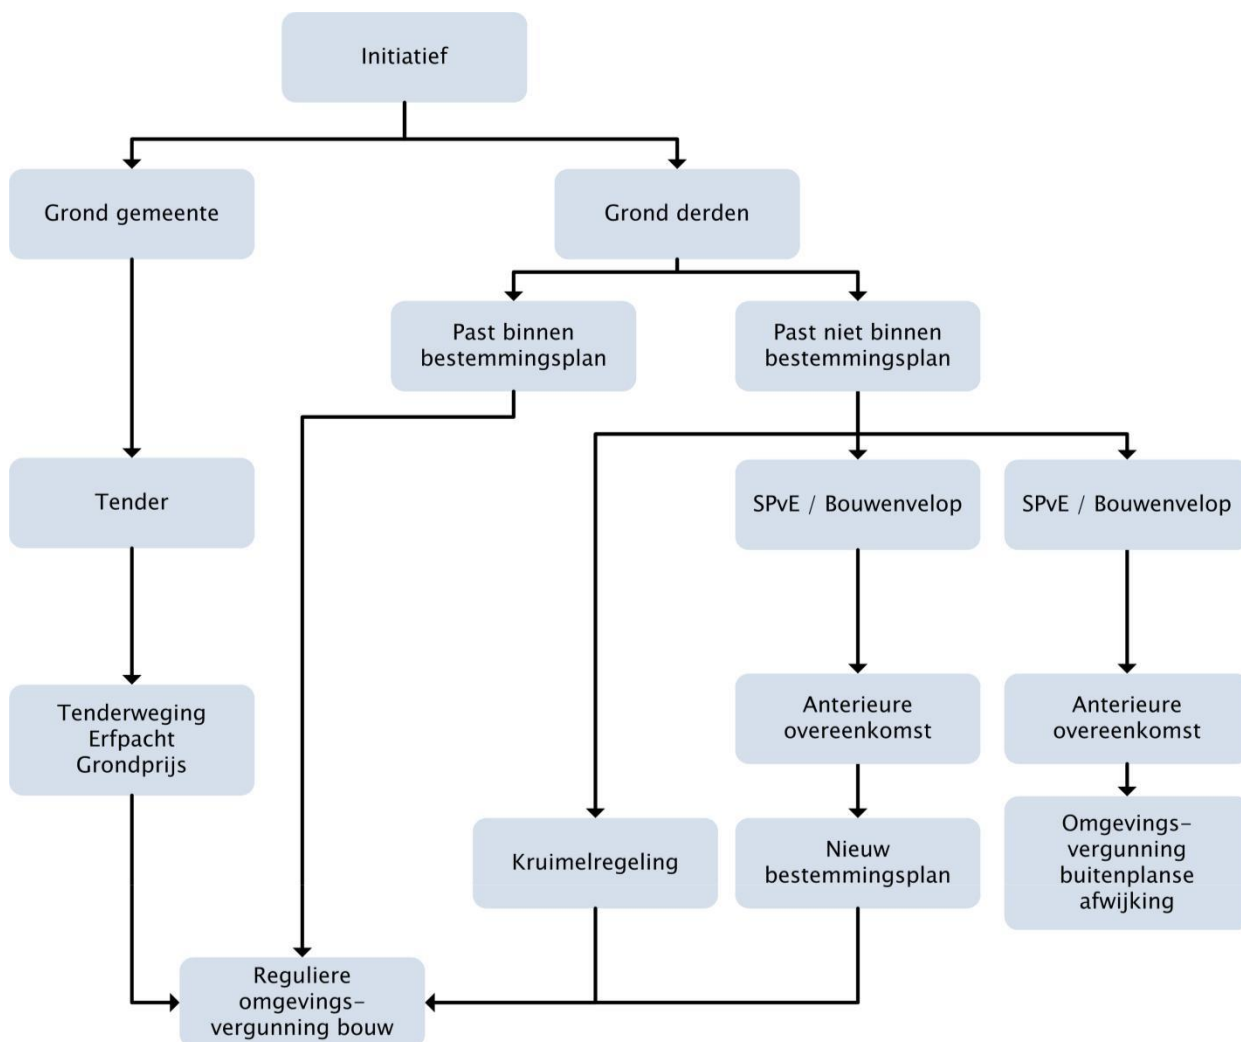 Initiatief
Grond gemeente
Grond derden
Past binnen
bestemmingsplan
Past niet binnen
bestemmingsplan
Tender
SPvE / Bouwenvelop
SPvE / Bouwenvelop
Tenderweging
Erfpacht
Grondprijs
Anterieure
overeenkomst
Anterieure
overeenkomst
Kruimelregeling
Nieuw
bestemmingsplan
Omgevings-
vergunning
buitenplanse
afwijking
Reguliere
omgevings-
vergunning bouw